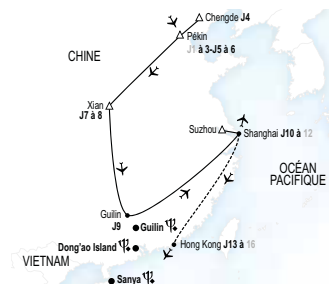 Chengde J4
Pékin
J1 à 3-J5 à 6
CHINE
Xian
J7 à 8
Suzhou
Shanghai J10 à 12
OCÉAN
PACIFIQUE
Guilin
J9
Guilin
Hong Kong J13 à 16
Dong'ao Island
VIETNAM
Sanya